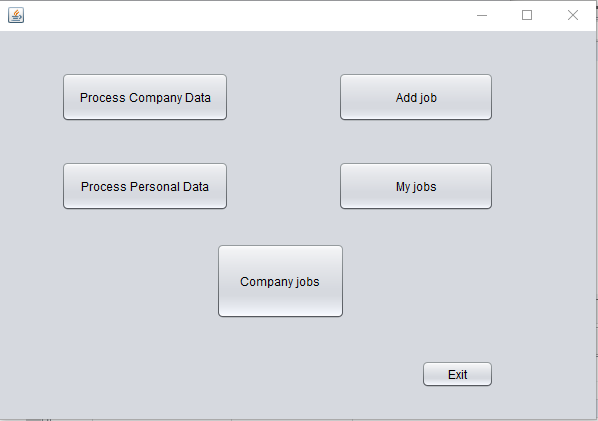 Process Company Data
Add job
Process Personal Data
My jobs
Company jobs
Exit